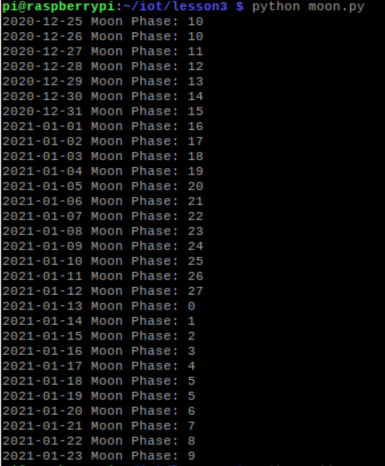 pi@raspberrypi:~/iot/lesson3 $ python moon.py
2020-12-25 Moon Phase: 10
2020-12-26 Moon Phase: 10
2020-12-27 Moon Phase: 11
2020-12-28 Moon Phase: 12
2020-12-29 Moon Phase: 13
2020-12-30 Moon Phase: 14
2020-12-31 Moon Phase: 15
2021-01-01 Moon Phase: 16
2021-01-02 Moon Phase: 17
2021-01-03 Moon Phase: 18
2021-01-04 Moon Phase: 19
2021-01-05 Moon Phase: 20
2021-01-06 Moon Phase: 21
2021-01-07 Moon Phase: 22
2021-01-08 Moon Phase: 23
2021-01-09 Moon Phase: 24
2021-01-10 Moon Phase: 25
2021-01-11 Moon Phase: 26
2021-01-12 Moon Phase: 27
2021-01-13 Moon Phase: 0
2021-01-14 Moon Phase: 1
2021-01-15 Moon Phase: 2
2021-01-16 Moon Phase: 3
2021-01-17 Moon Phase: 4
2021-01-18 Moon Phase: 5
2021-01-19 Moon Phase: 5
2021-01-20 Moon Phase: 6
2021-01-21 Moon Phase: 7
2021-01-22 Moon Phase: 8
2021-01-23 Moon Phase: 9